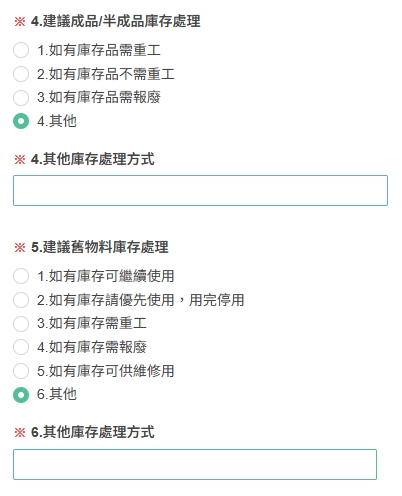 ※ 4.建議成品/半成品庫存處理
1.如有庫存品需重工
2.如有庫存品不需重工
3.如有庫存品需報廢
4.其他
※ 4.其他庫存處理方式
※ 5.建議舊物料庫存處理
1.如有庫存可繼續使用
2.如有庫存請優先使用，用完停用
3.如有庫存需重工
4.如有庫存需報廢
5.如有庫存可供維修用
6.其他
※ 6.其他庫存處理方式